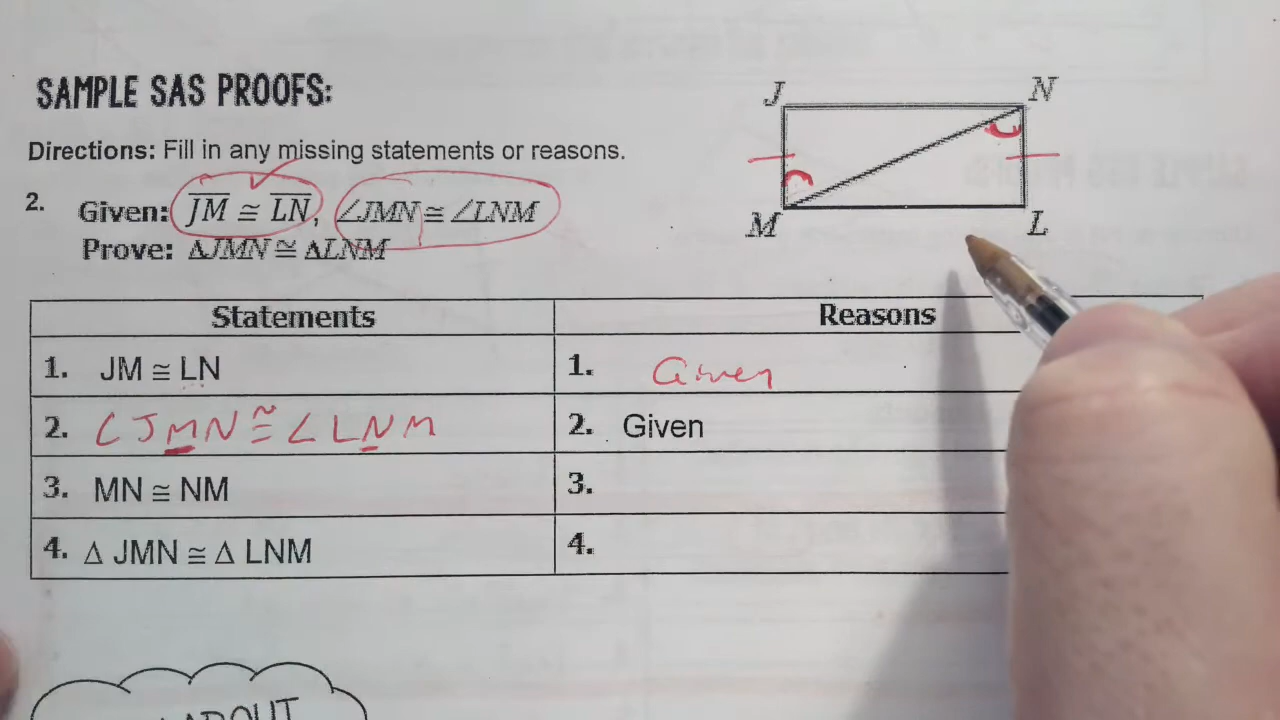 SAMPLE SAS PROOFS:
Directions: Fill in any missing statements or reasons.
2. Given: JM ≅ LN, ∠JMN ≅ ∠LNM
Prove: ΔJMN ≅ ΔLNM
J N
M L
Statements Reasons
1. JM ≅ LN 1. Given
2. ∠JMN ≅ ∠LNM 2. Given
3. MN ≅ NM 3.
4. Δ JMN ≅ Δ LNM 4.
ABOUT